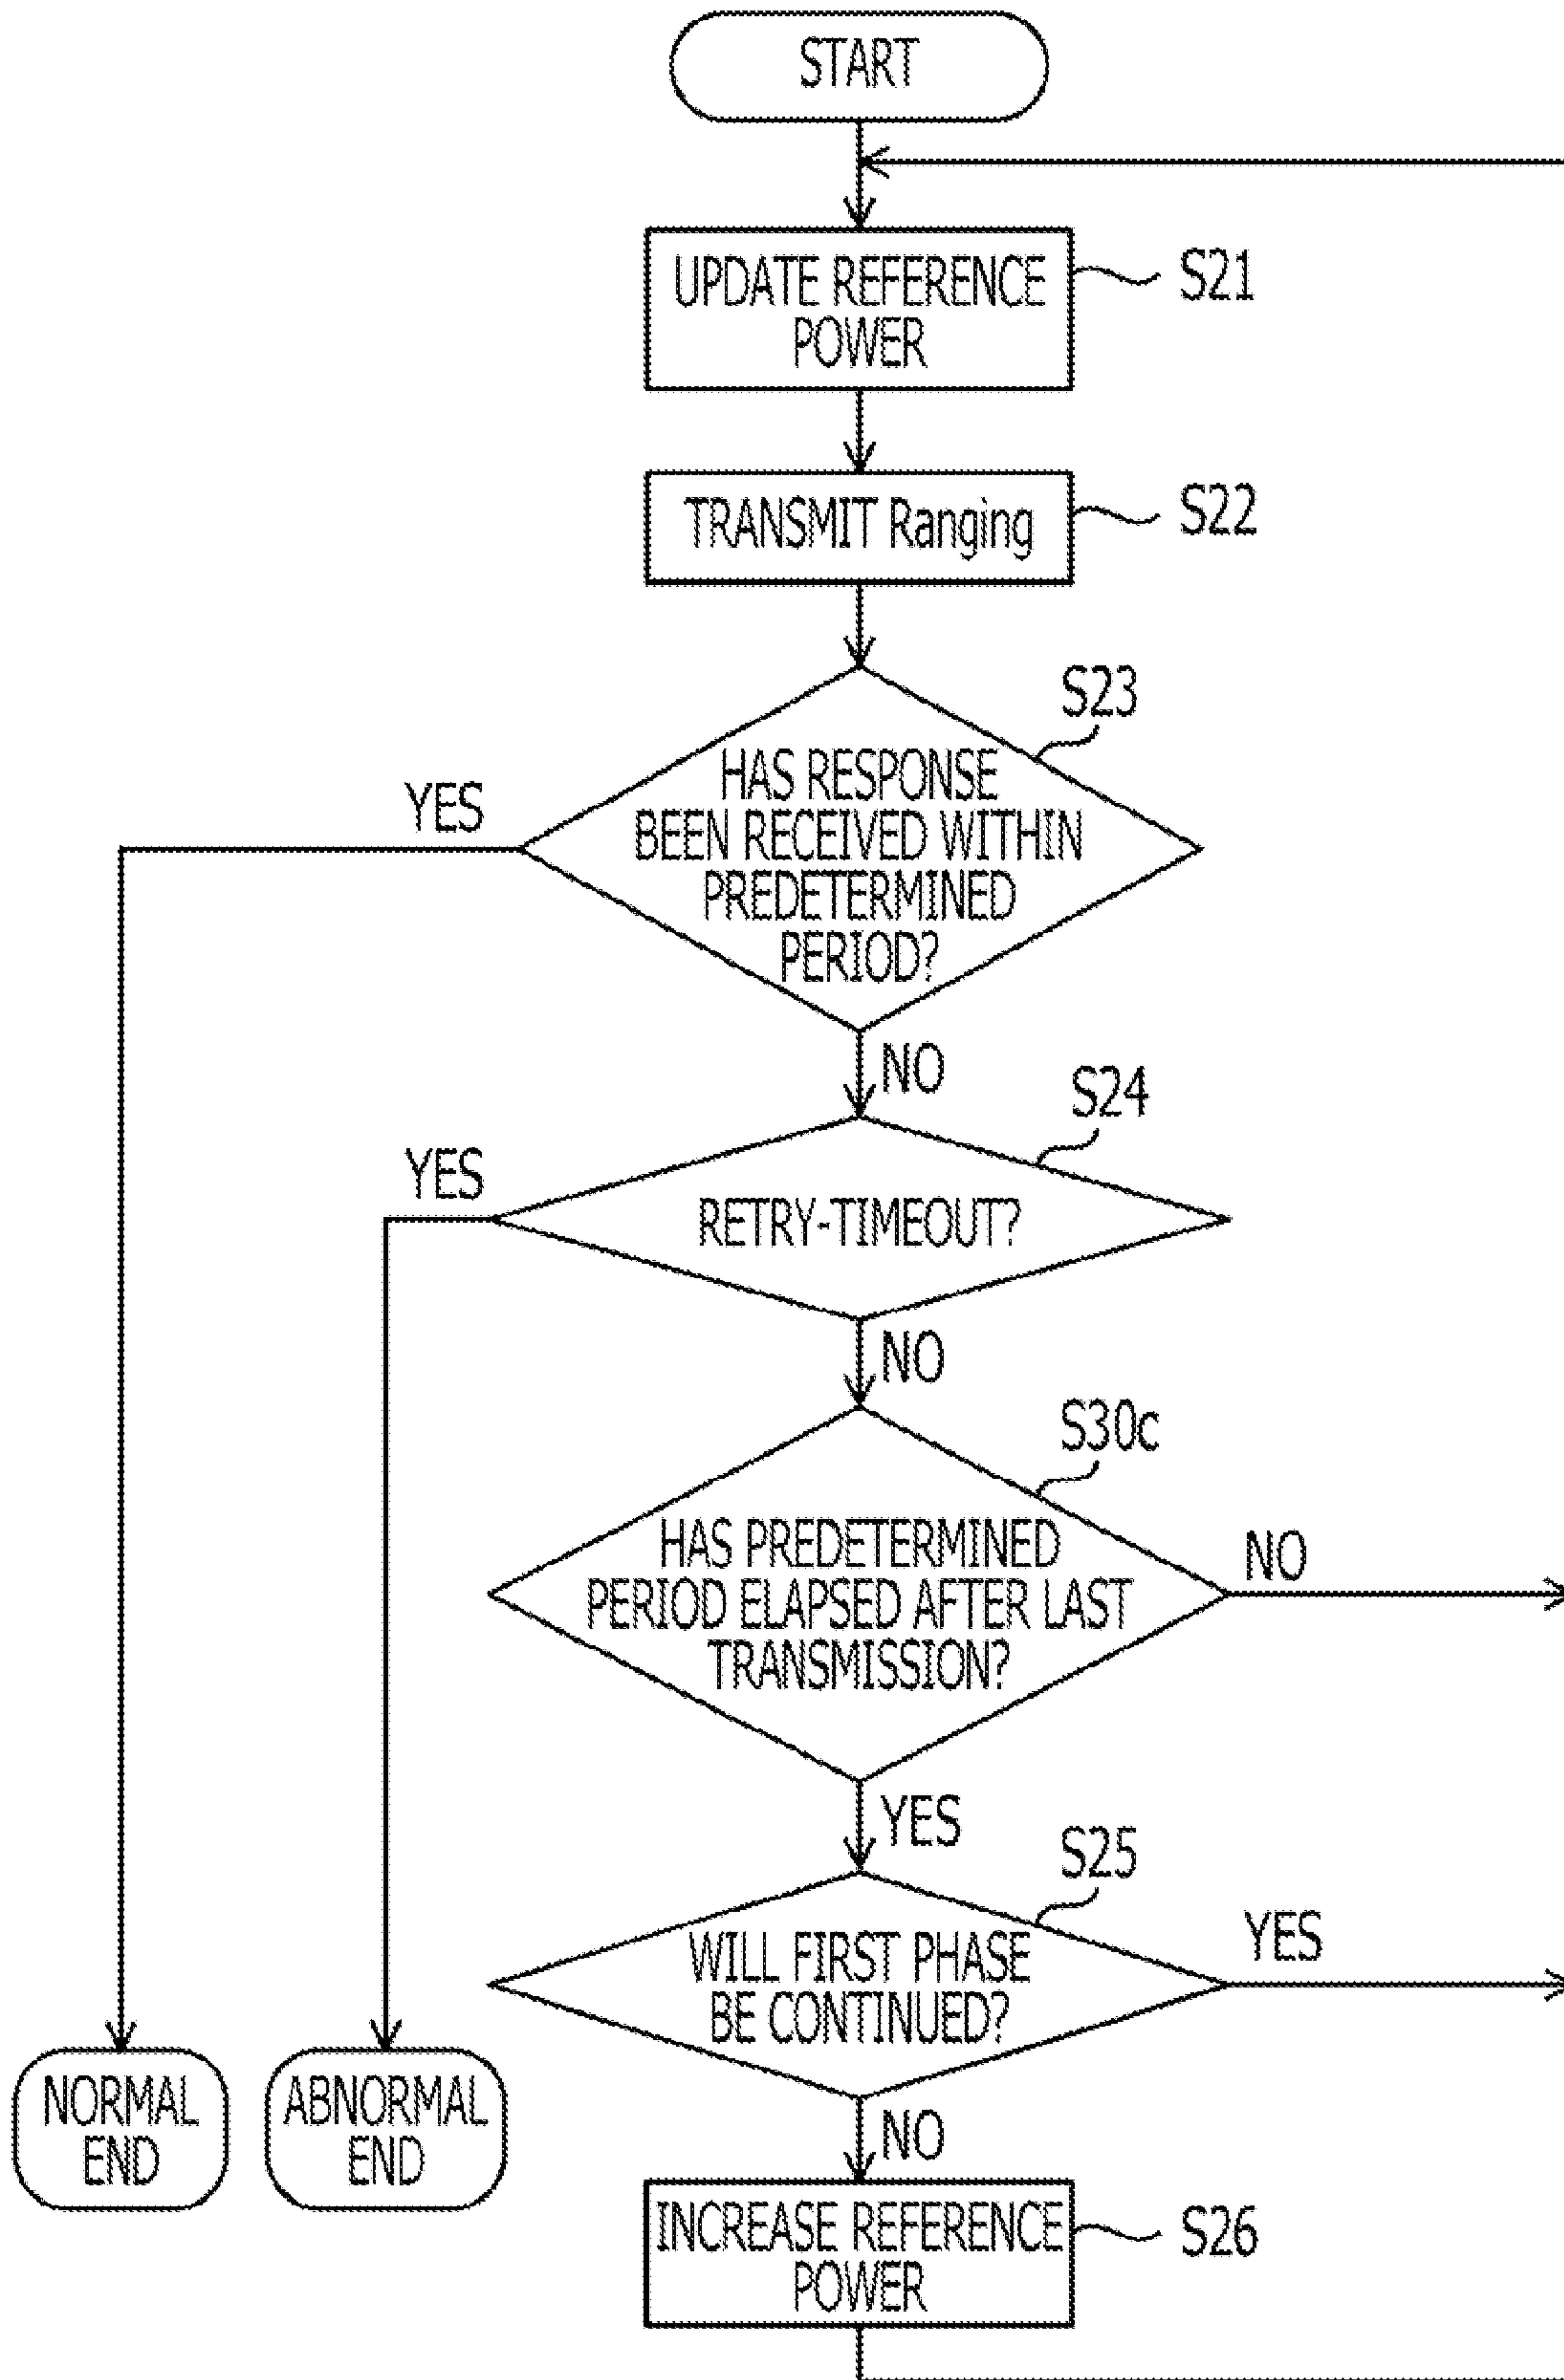 START
UPDATE REFERENCE
POWER
S21
TRANSMIT Ranging
S22
S23
HAS RESPONSE
BEEN RECEIVED WITHIN
PREDETERMINED
PERIOD?
YES
NO
S24
YES
RETRY-TIMEOUT?
NO
S30c
HAS PREDETERMINED
PERIOD ELAPSED AFTER LAST
TRANSMISSION?
NO
YES
S25
WILL FIRST PHASE
BE CONTINUED?
YES
NORMAL
END
ABNORMAL
END
NO
INCREASE REFERENCE
POWER
S26